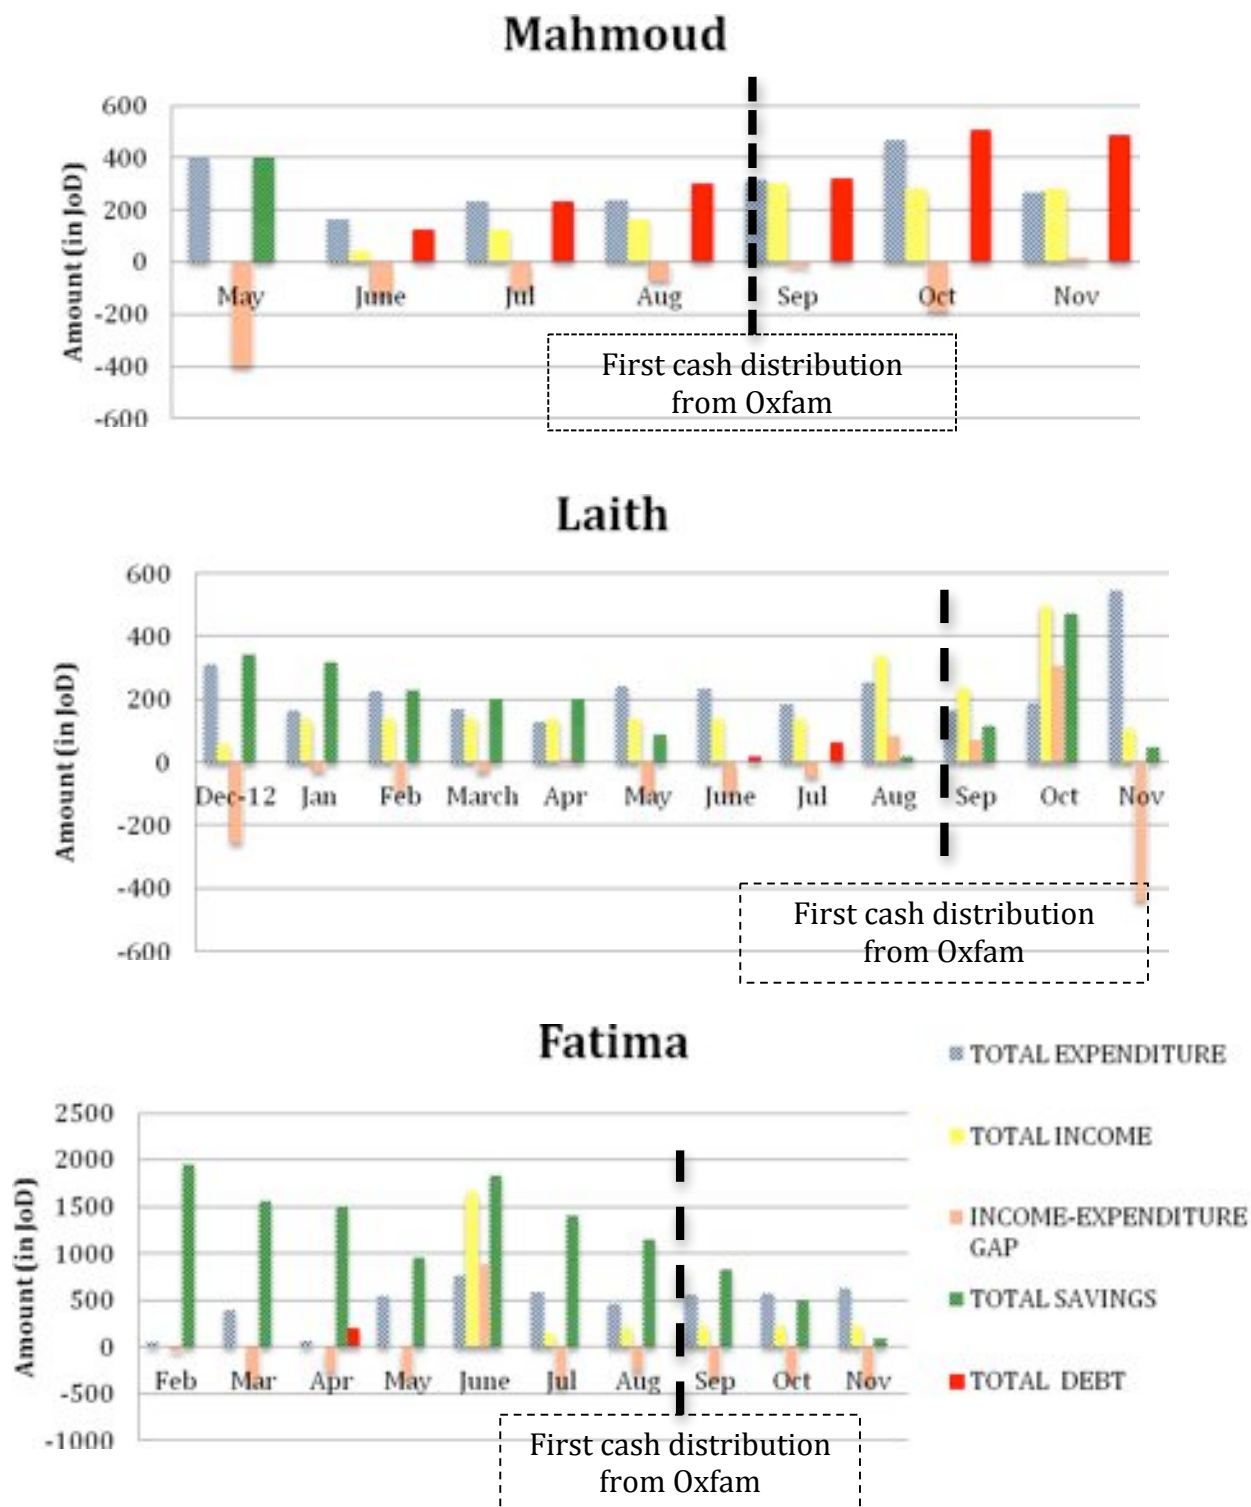 Mahmoud
600
400
200
0
-200
-400
-600
Amount (in JoD)
May June Jul Aug Sep Oct Nov
First cash distribution
from Oxfam
Laith
600
400
200
0
-200
-400
-600
Amount (in JoD)
Dec-12 Jan Feb March Apr May June Jul Aug Sep Oct Nov
First cash distribution
from Oxfam
Fatima
2500
2000
1500
1000
500
0
-500
-1000
Amount (in JoD)
Feb Mar Apr May June Jul Aug Sep Oct Nov
First cash distribution
from Oxfam
TOTAL EXPENDITURE
TOTAL INCOME
INCOME-EXPENDITURE
GAP
TOTAL SAVINGS
TOTAL DEBT